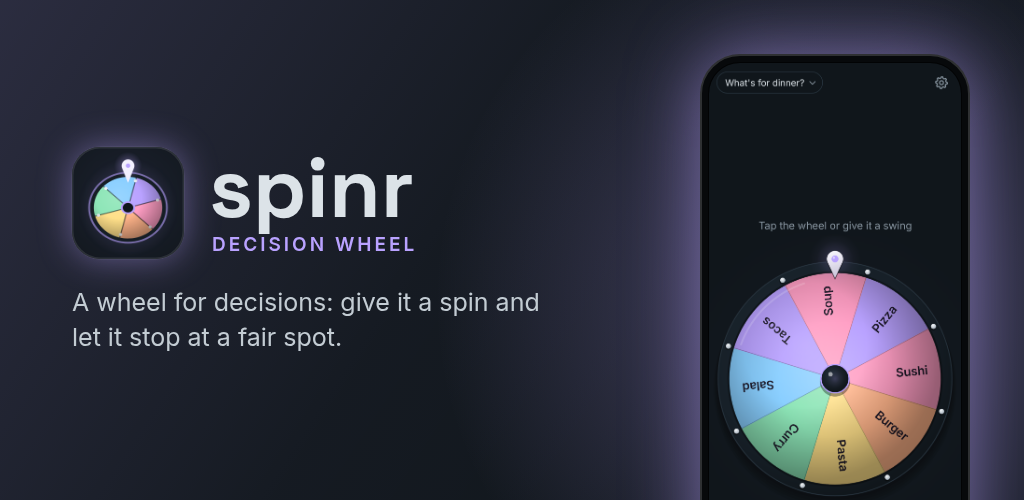 spinr
DECISION WHEEL
A wheel for decisions: give it a spin and
let it stop at a fair spot.
What's for dinner?
Tap the wheel or give it a swing
Soup
Pizza
Sushi
Burger
Pasta
Curry
Salad
Tacos